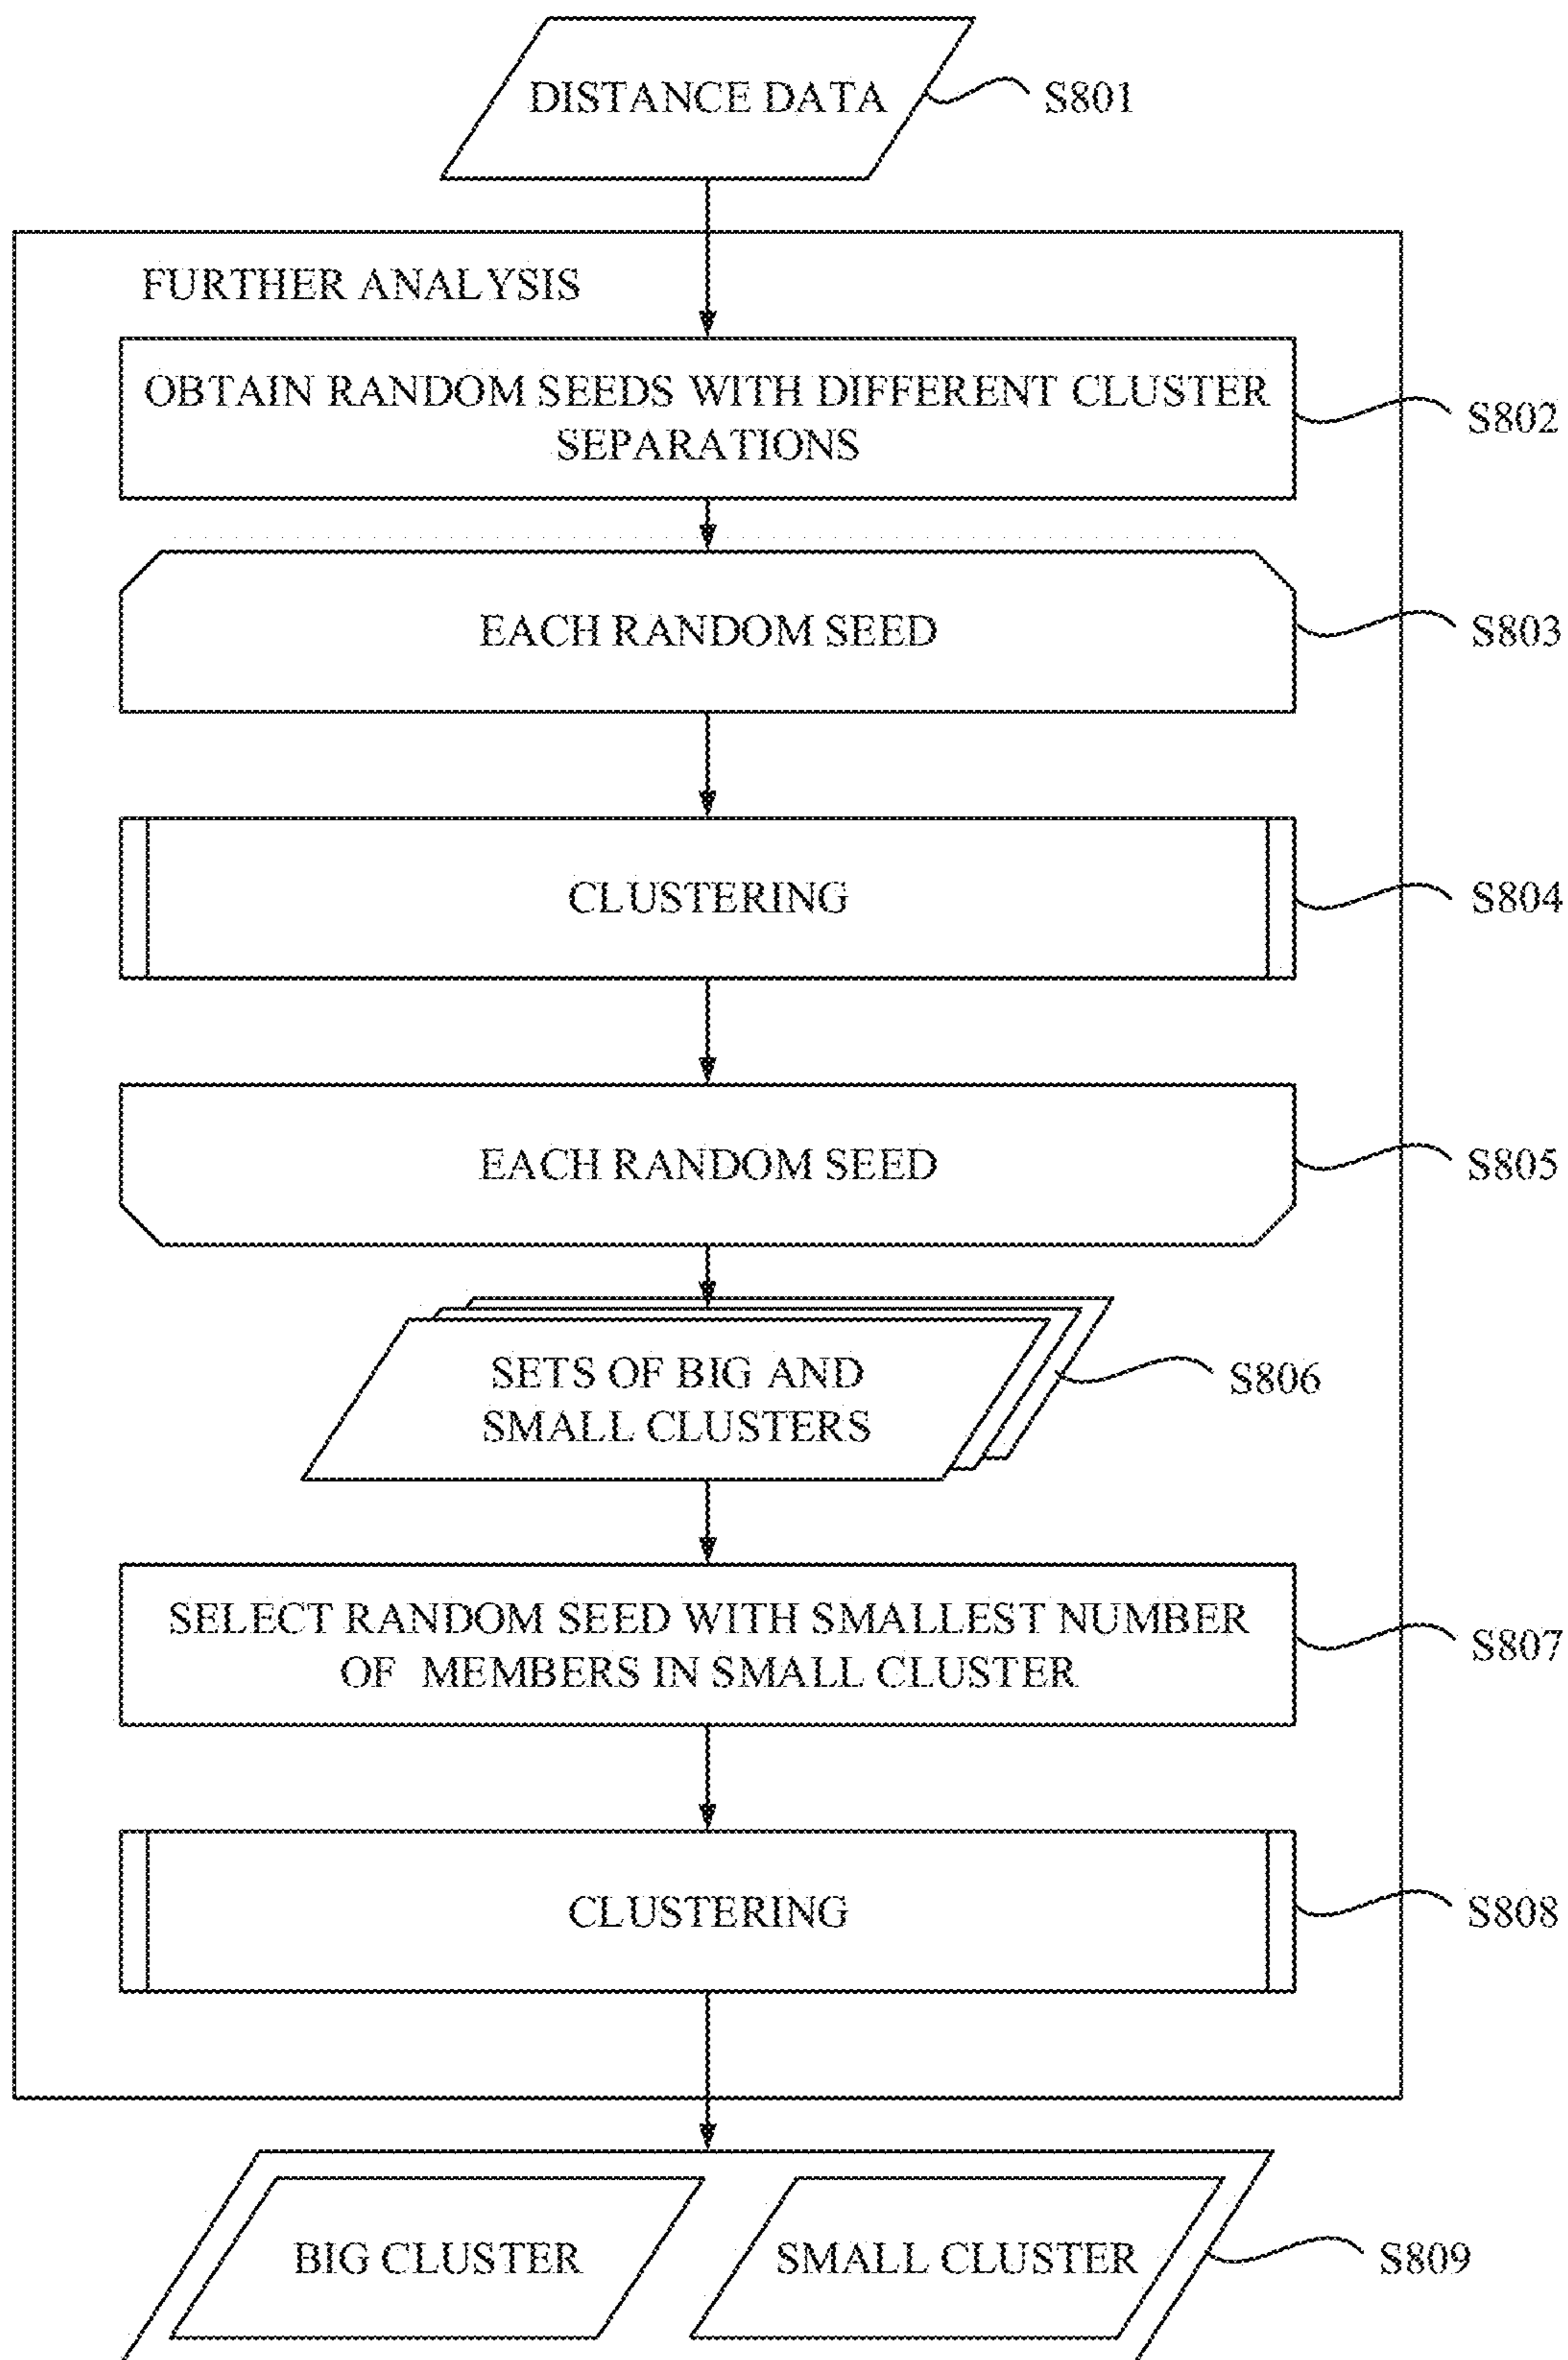 DISTANCE DATA
S801
FURTHER ANALYSIS
OBTAIN RANDOM SEEDS WITH DIFFERENT CLUSTER
SEPARATIONS
S802
EACH RANDOM SEED
S803
CLUSTERING
S804
EACH RANDOM SEED
S805
SETS OF BIG AND
SMALL CLUSTERS
S806
SELECT RANDOM SEED WITH SMALLEST NUMBER
OF MEMBERS IN SMALL CLUSTER
S807
CLUSTERING
S808
BIG CLUSTER
SMALL CLUSTER
S809